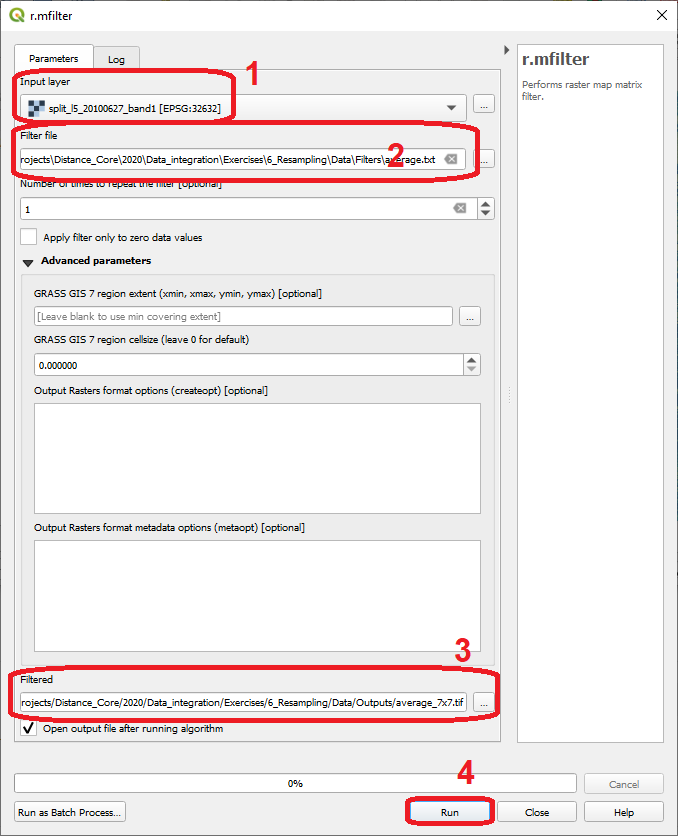 r.mfilter
Parameters
Log
1
Input layer
split_l5_20100627_band1 [EPSG:32632]
...
Filter file
2
rojects\Distance_Core\2020\Data_integration\Exercises\6_Resampling\Data\Filters\average.txt
...
Number of times to repeat the filter [optional]
1
Apply filter only to zero data values
Advanced parameters
GRASS GIS 7 region extent (xmin, xmax, ymin, ymax) [optional]
[Leave blank to use min covering extent]
...
GRASS GIS 7 region cellsize (leave 0 for default)
0.000000
Output Rasters format options (createopt) [optional]
Output Rasters format metadata options (metaopt) [optional]
3
Filtered
rojects/Distance_Core/2020/Data_integration/Exercises/6_Resampling/Data/Outputs/average_7x7.tif
...
Open output file after running algorithm
r.mfilter
Performs raster map matrix
filter.
4
0%
Cancel
Run as Batch Process...
Run
Close
Help